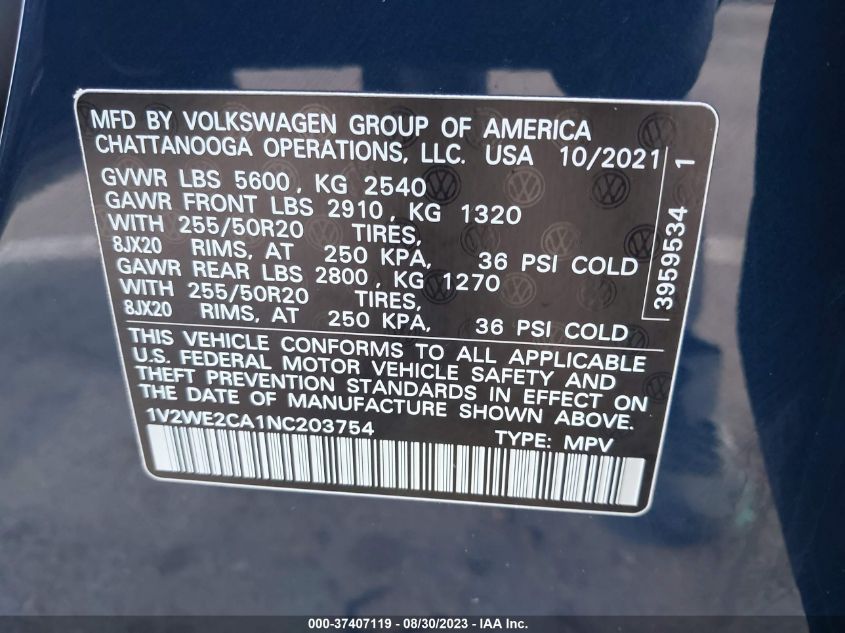 MFD BY VOLKSWAGEN GROUP OF AMERICA
CHATTANOOGA OPERATIONS, LLC. USA 10/2021
GVWR LBS 5600, KG 2540
GAWR FRONT LBS 2910, KG 1320
WITH 255/50R20 TIRES,
8JX20 RIMS, AT 250 KPA, 36 PSI COLD
GAWR REAR LBS 2800, KG 1270
WITH 255/50R20 TIRES,
8JX20 RIMS, AT 250 KPA, 36 PSI COLD
3959534 1
THIS VEHICLE CONFORMS TO ALL APPLICABLE
U.S. FEDERAL MOTOR VEHICLE SAFETY AND
THEFT PREVENTION STANDARDS IN EFFECT ON
THE DATE OF MANUFACTURE SHOWN ABOVE.
1V2WE2CA1NC203754 TYPE: MPV
000-37407119 - 08/30/2023 - IAA Inc.